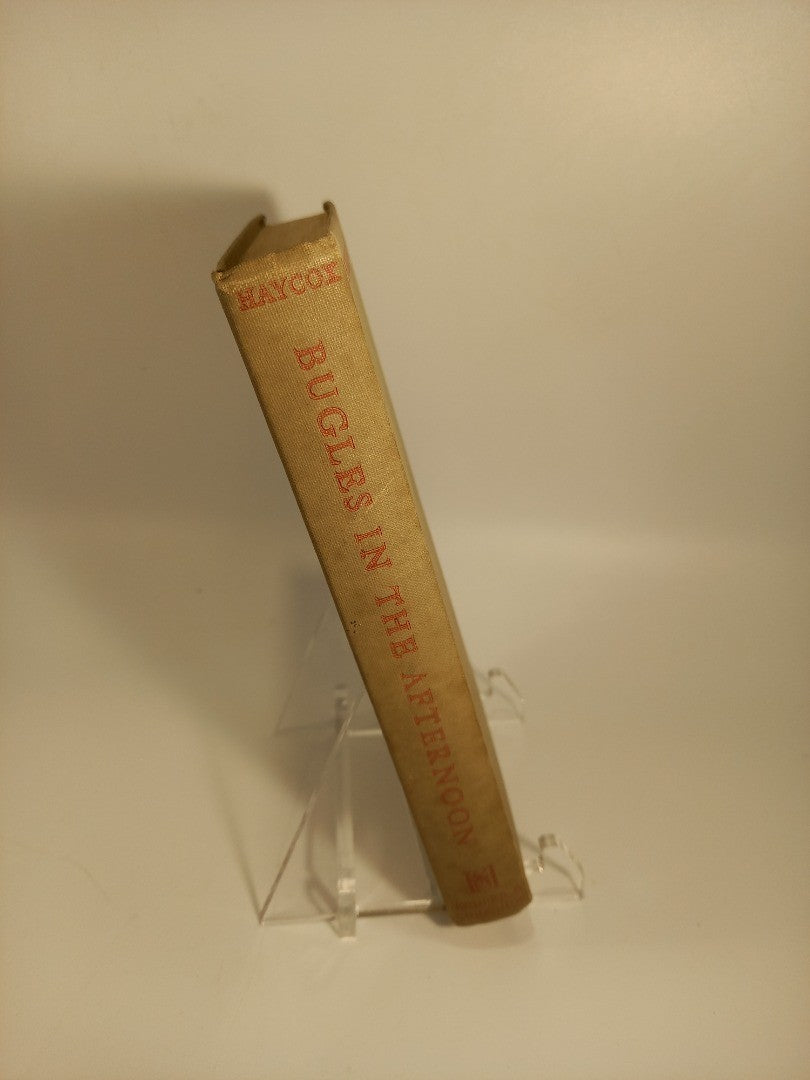 HAYCOX
BUGLES IN THE AFTERNOON